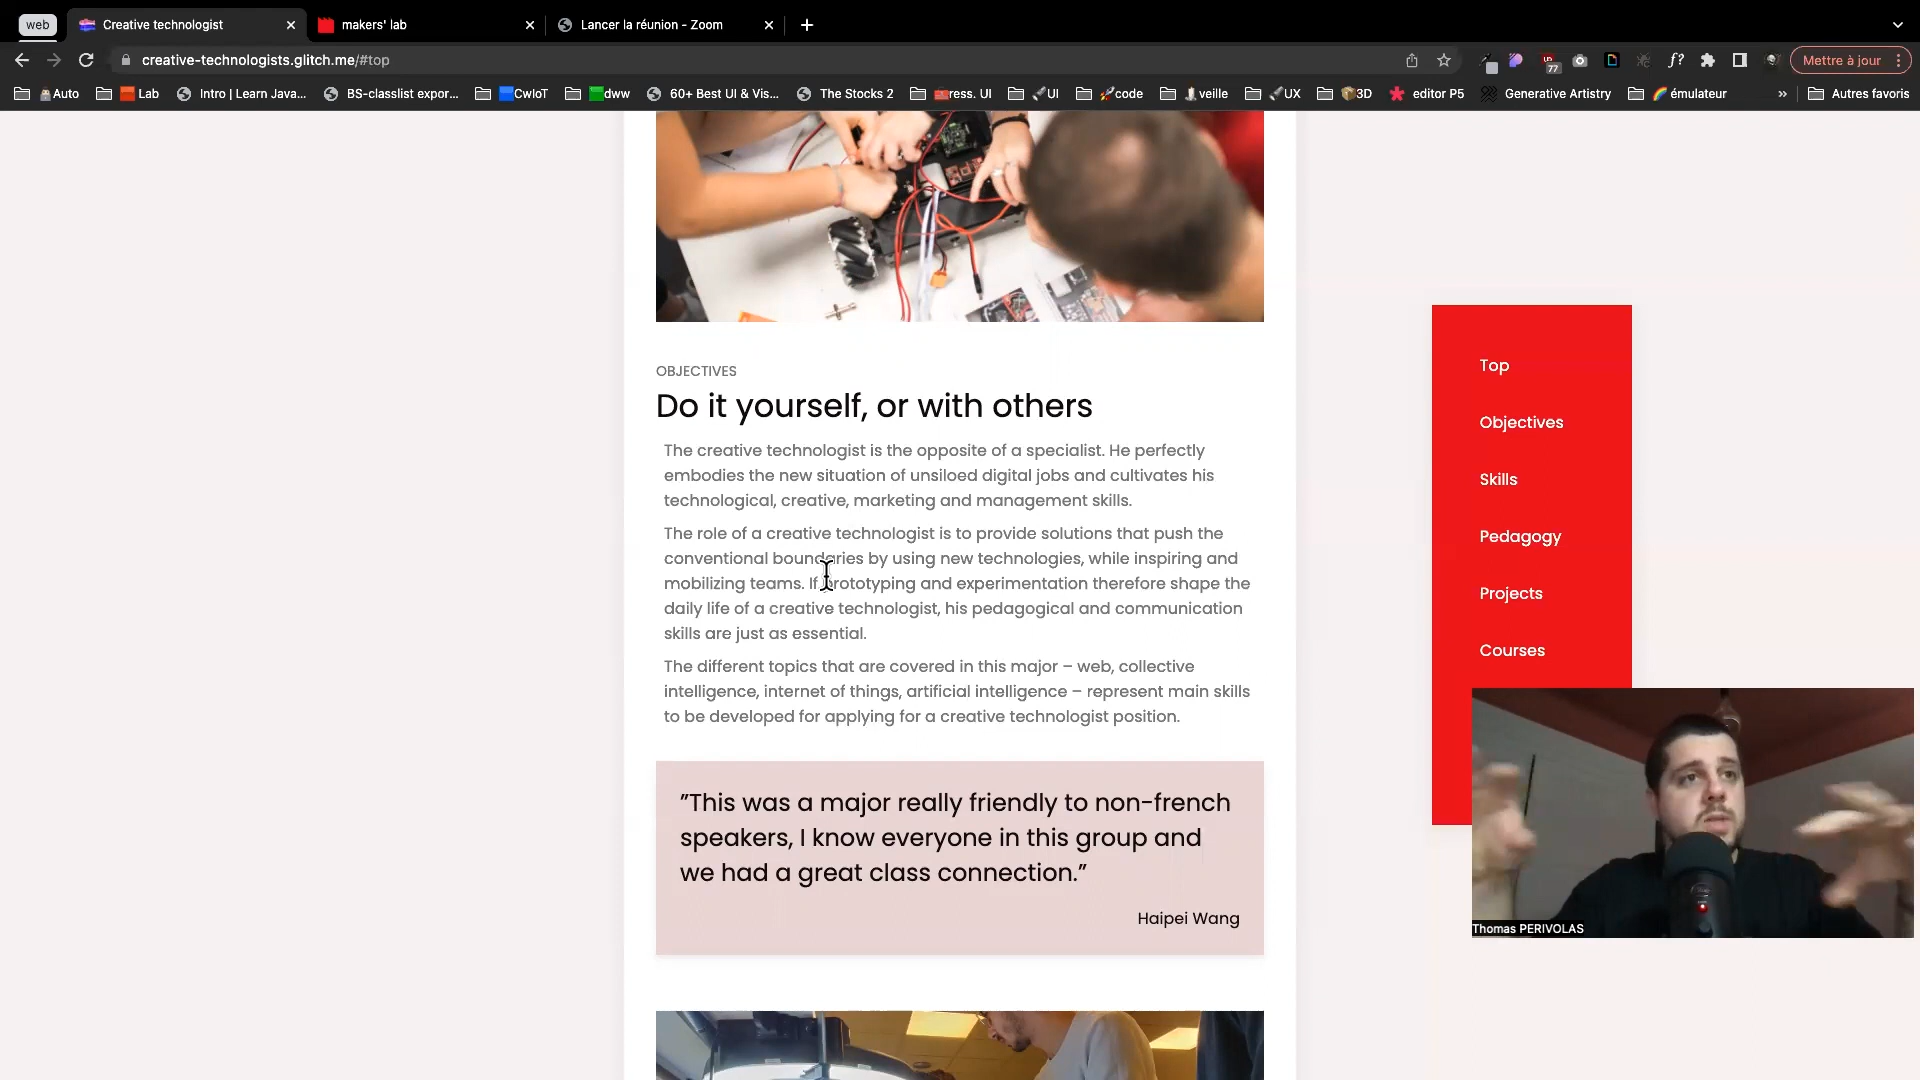 web
Creative technologist
makers' lab
Lancer la réunion - Zoom
creative-technologists.glitch.me/#top
77
f?
Mettre à jour
Auto
Lab
Intro | Learn Java...
BS-classlist expor...
CwIoT
dww
60+ Best UI & Vis...
The Stocks 2
ress. UI
UI
code
veille
UX
3D
editor P5
Generative Artistry
émulateur
»
Autres favoris
OBJECTIVES
Do it yourself, or with others
The creative technologist is the opposite of a specialist. He perfectly
embodies the new situation of unsiloed digital jobs and cultivates his
technological, creative, marketing and management skills.
The role of a creative technologist is to provide solutions that push the
conventional boundaries by using new technologies, while inspiring and
mobilizing teams. If prototyping and experimentation therefore shape the
daily life of a creative technologist, his pedagogical and communication
skills are just as essential.
The different topics that are covered in this major – web, collective
intelligence, internet of things, artificial intelligence – represent main skills
to be developed for applying for a creative technologist position.
”This was a major really friendly to non-french
speakers, I know everyone in this group and
we had a great class connection.”
Haipei Wang
Top
Objectives
Skills
Pedagogy
Projects
Courses
Thomas PERIVOLAS